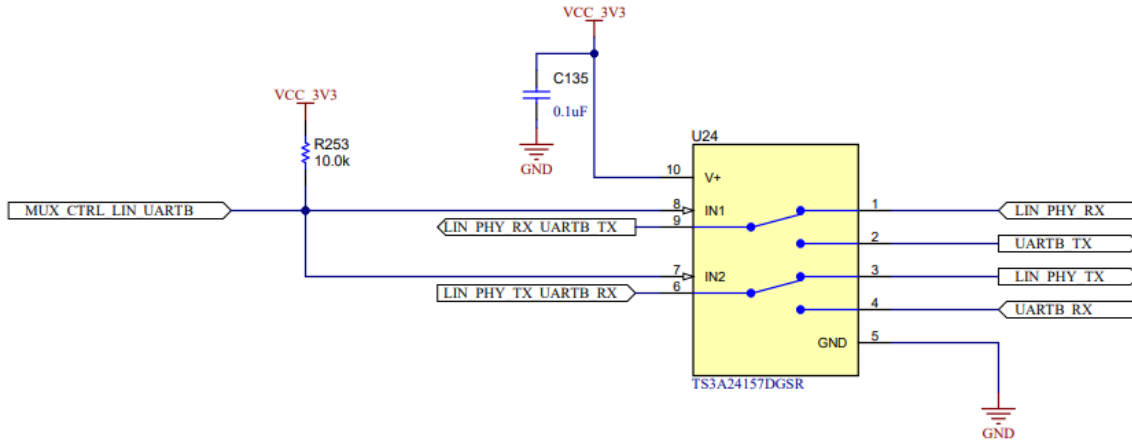 VCC_3V3
C135
0.1uF
GND
VCC_3V3
R253
10.0k
U24
10
V+
MUX_CTRL_LIN_UARTB
8
IN1
1
LIN_PHY_RX
LIN_PHY_RX_UARTB_TX
9
2
UARTB_TX
7
IN2
3
LIN_PHY_TX
LIN_PHY_TX_UARTB_RX
6
4
UARTB_RX
GND
5
TS3A24157DGSR
GND